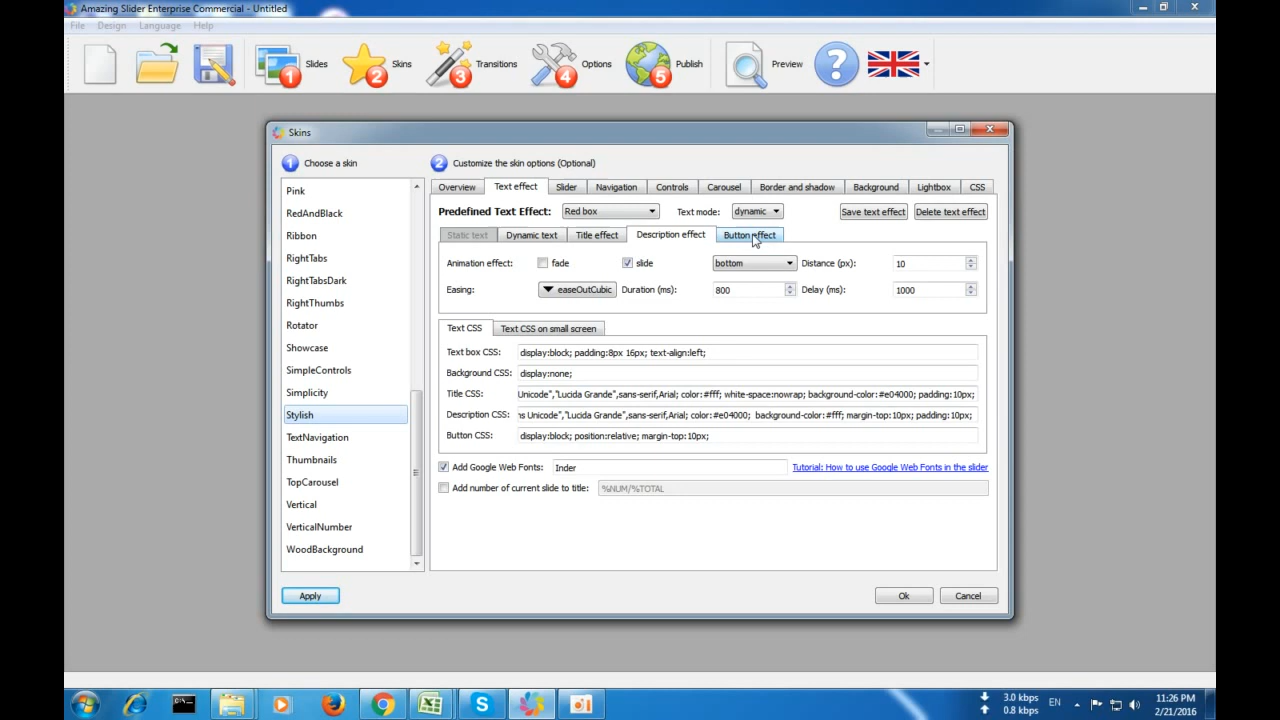 Amazing Slider Enterprise Commercial - Untitled
File Design Language Help
1 Slides 2 Skins 3 Transitions 4 Options 5 Publish Preview ?
Skins
1 Choose a skin 2 Customize the skin options (Optional)
Pink
RedAndBlack
Ribbon
RightTabs
RightTabsDark
RightThumbs
Rotator
Showcase
SimpleControls
Simplicity
Stylish
TextNavigation
Thumbnails
TopCarousel
Vertical
VerticalNumber
WoodBackground
Overview Text effect Slider Navigation Controls Carousel Border and shadow Background Lightbox CSS
Predefined Text Effect: Red box Text mode: dynamic Save text effect Delete text effect
Static text Dynamic text Title effect Description effect Button effect
Animation effect: fade slide bottom Distance (px): 10
Easing: easeOutCubic Duration (ms): 800 Delay (ms): 1000
Text CSS Text CSS on small screen
Text box CSS: display:block; padding:8px 16px; text-align:left;
Background CSS: display:none;
Title CSS: Unicode","Lucida Grande",sans-serif,Arial; color:#fff; white-space:nowrap; background-color:#e04000; padding:10px;
Description CSS: ns Unicode","Lucida Grande",sans-serif,Arial; color:#e04000; background-color:#fff; margin-top:10px; padding:10px;
Button CSS: display:block; position:relative; margin-top:10px;
Add Google Web Fonts: Inder Tutorial: How to use Google Web Fonts in the slider
Add number of current slide to title: %NUM/%TOTAL
Apply Ok Cancel
3.0 kbps
0.8 kbps
EN
11:26 PM
2/21/2016